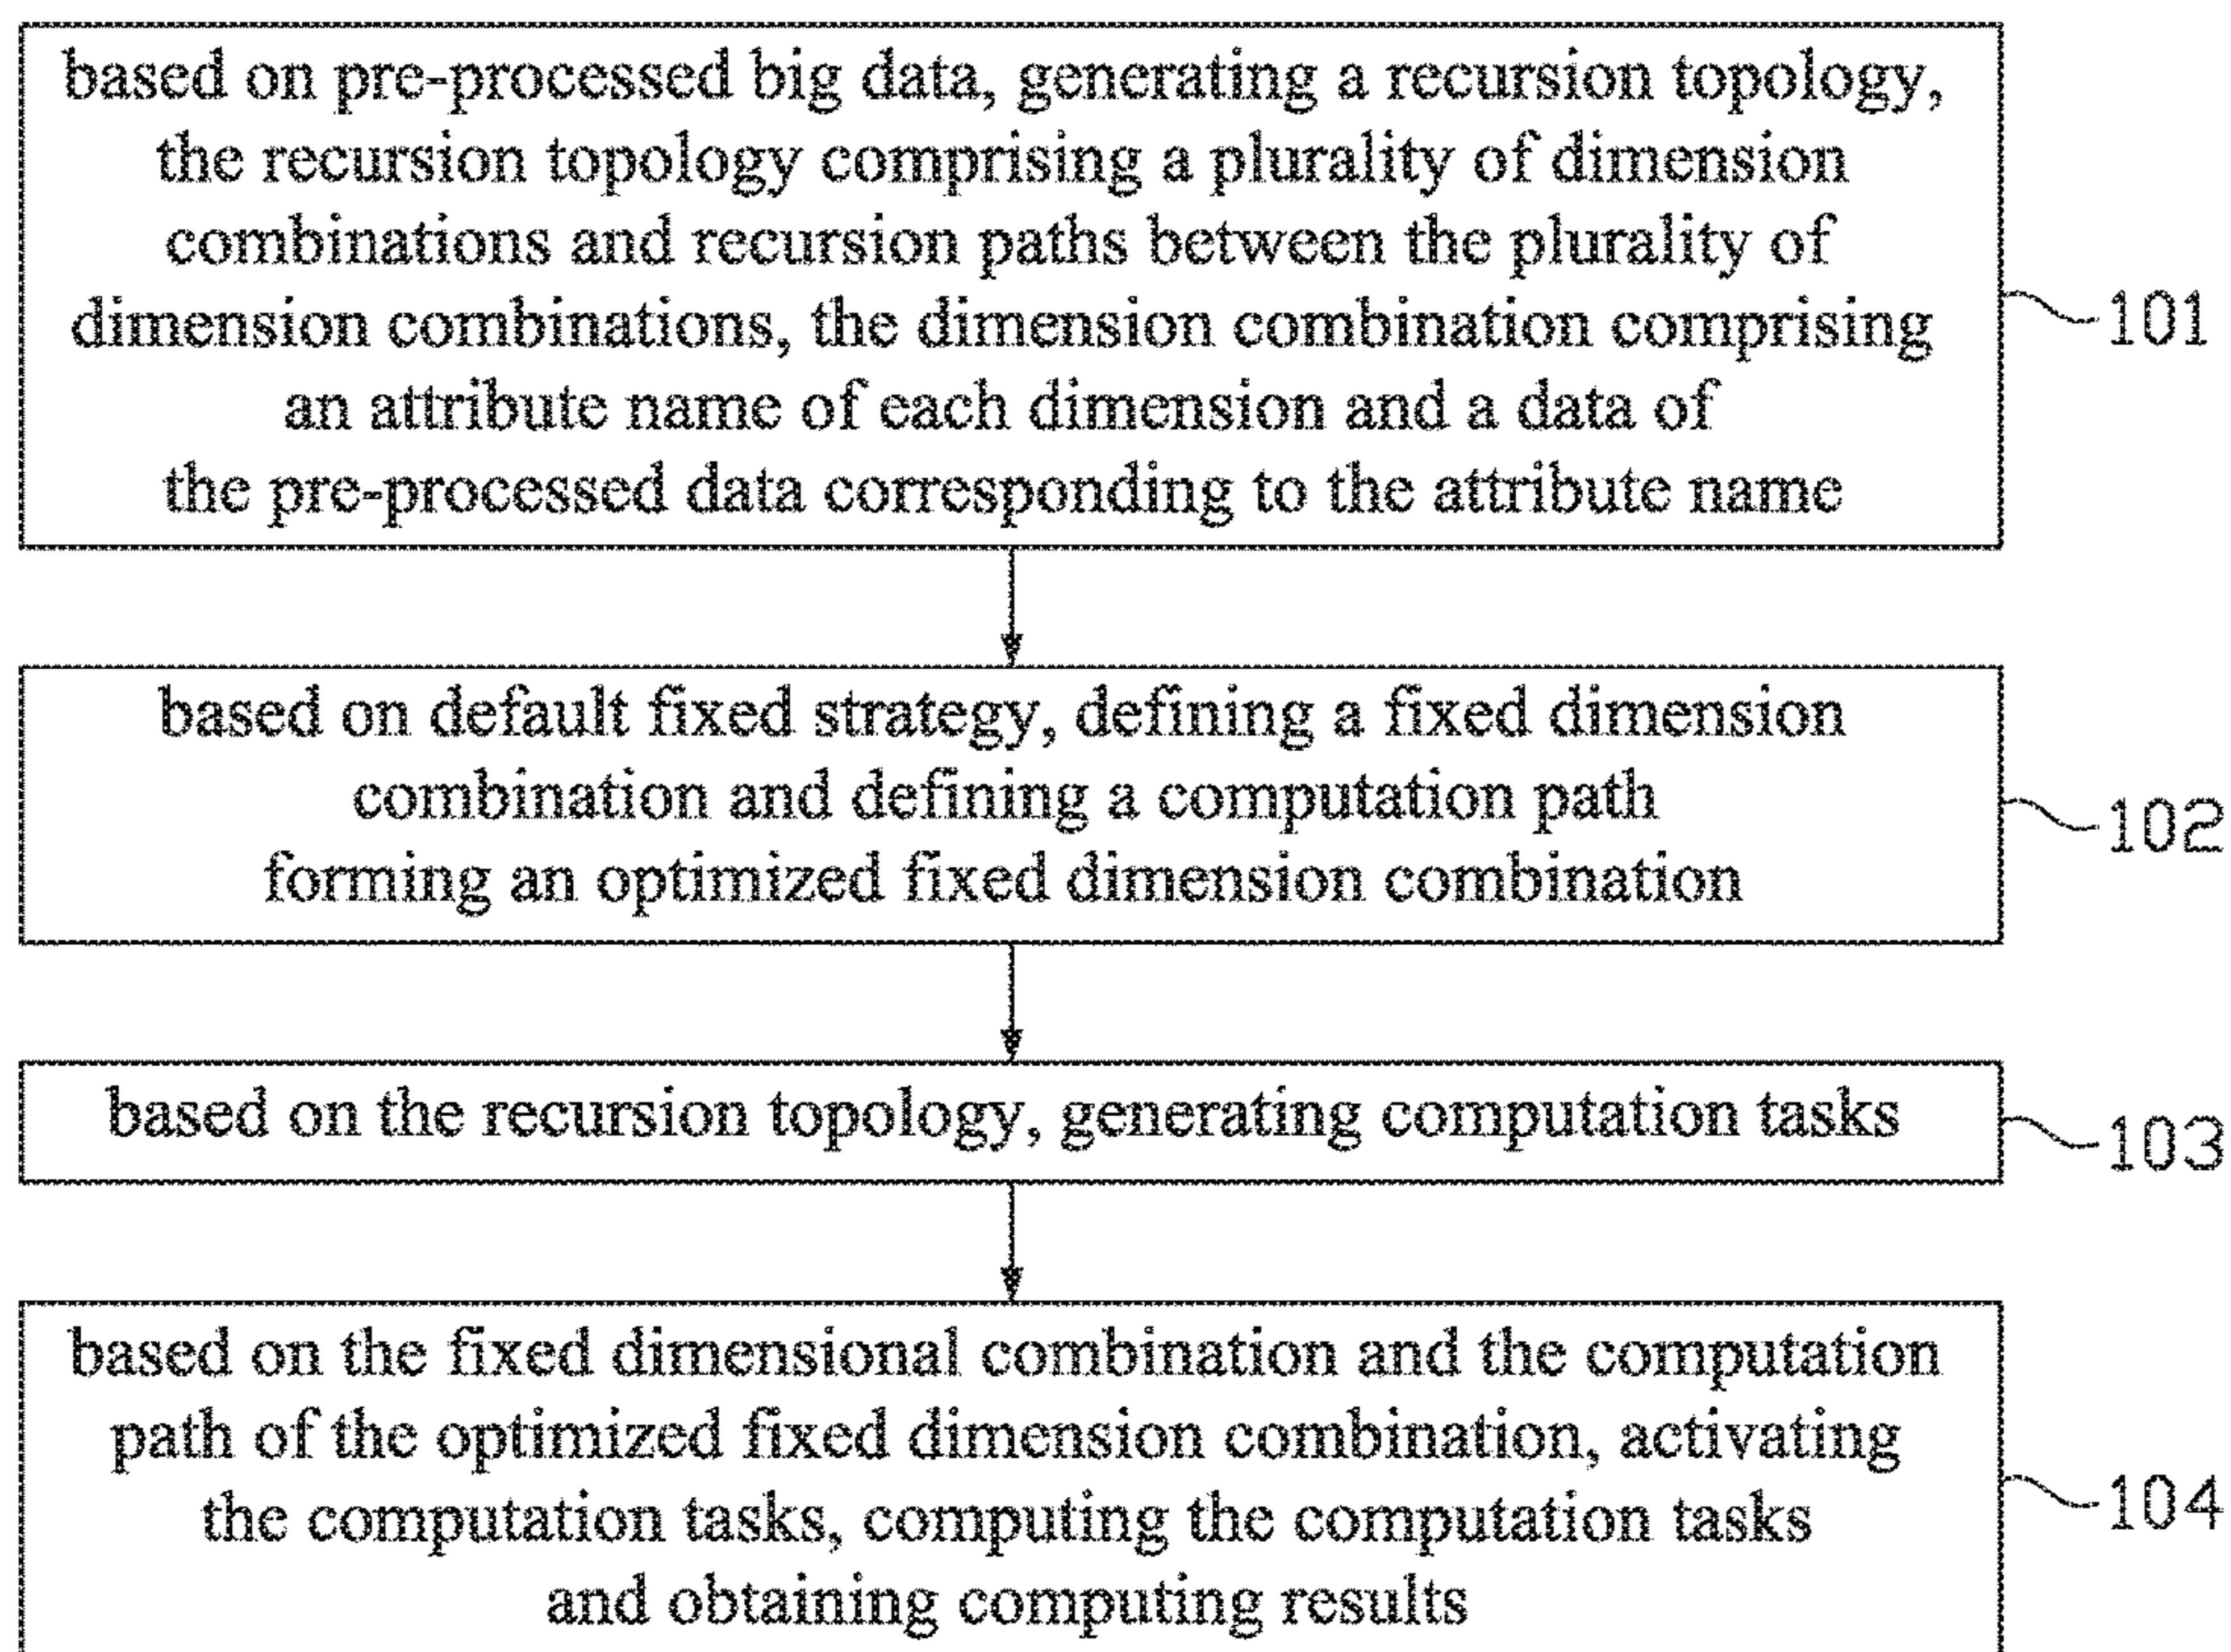 based on pre-processed big data, generating a recursion topology,
the recursion topology comprising a plurality of dimension
combinations and recursion paths between the plurality of
dimension combinations, the dimension combination comprising
an attribute name of each dimension and a data of
the pre-processed data corresponding to the attribute name
101
based on default fixed strategy, defining a fixed dimension
combination and defining a computation path
forming an optimized fixed dimension combination
102
based on the recursion topology, generating computation tasks
103
based on the fixed dimensional combination and the computation
path of the optimized fixed dimension combination, activating
the computation tasks, computing the computation tasks
and obtaining computing results
104